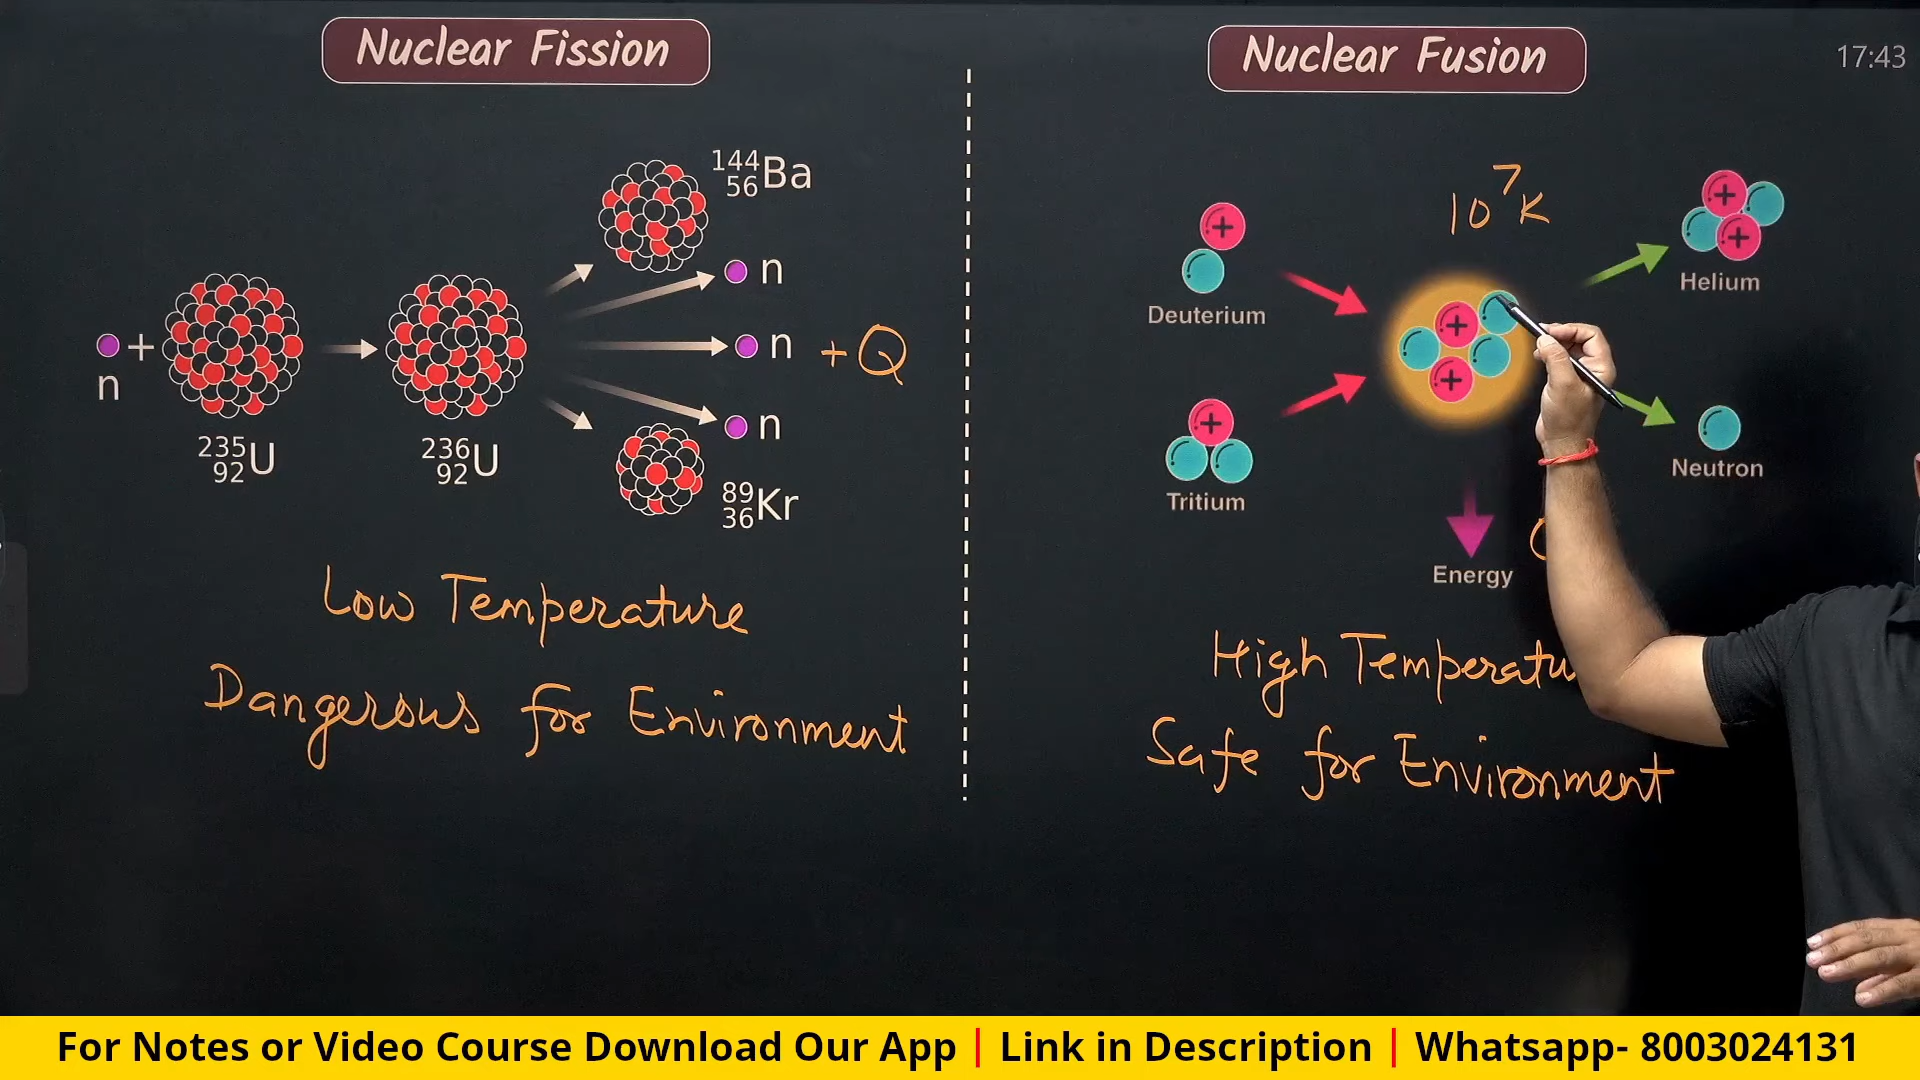 Nuclear Fission
Nuclear Fusion
17:43
144
56Ba
n
n + Q
n
n
+
235
92U
236
92U
89
36Kr
Low Temperature
Dangerous for Environment
10⁷K
Deuterium
Helium
Tritium
Neutron
Energy
High Temperatu
Safe for Environment
For Notes or Video Course Download Our App | Link in Description | Whatsapp- 8003024131